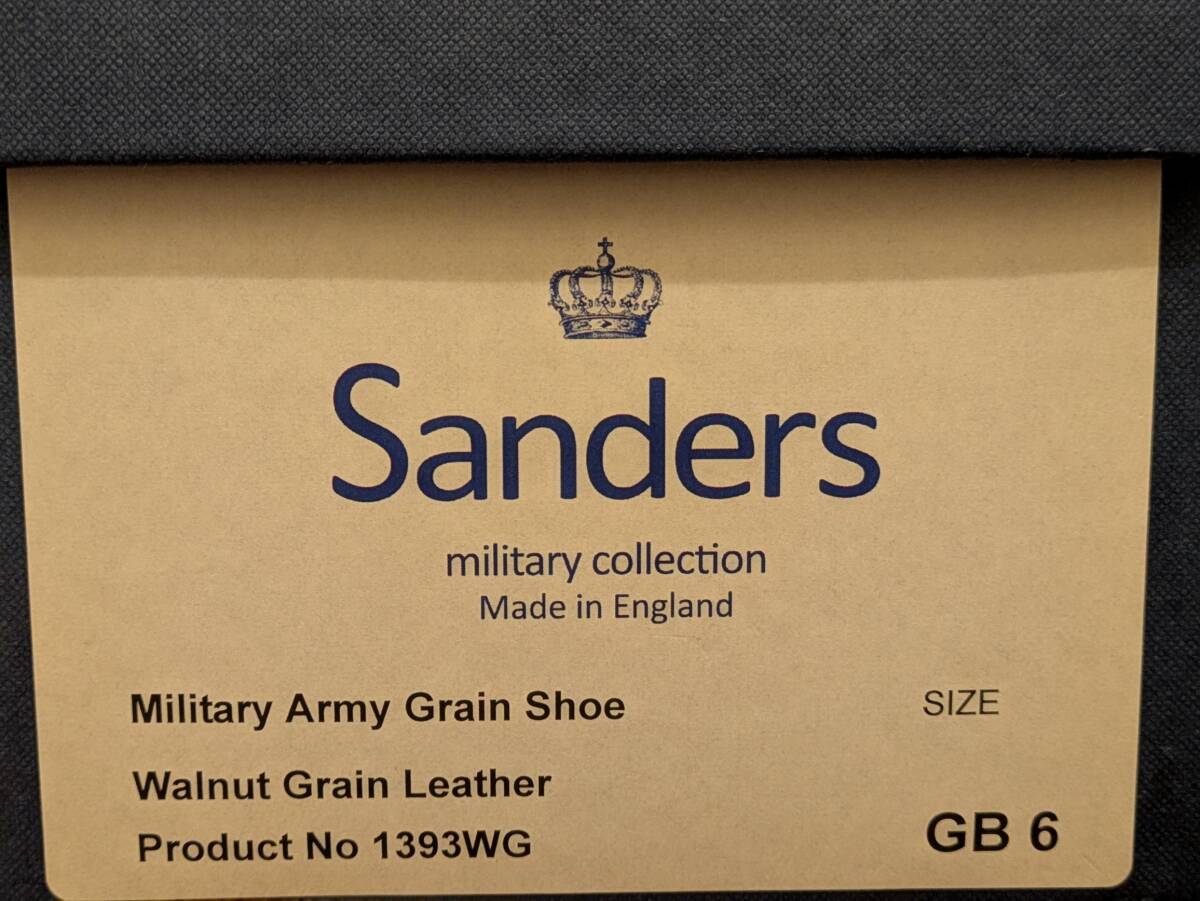 Sanders
military collection
Made in England
Military Army Grain Shoe
SIZE
Walnut Grain Leather
Product No 1393WG
GB 6